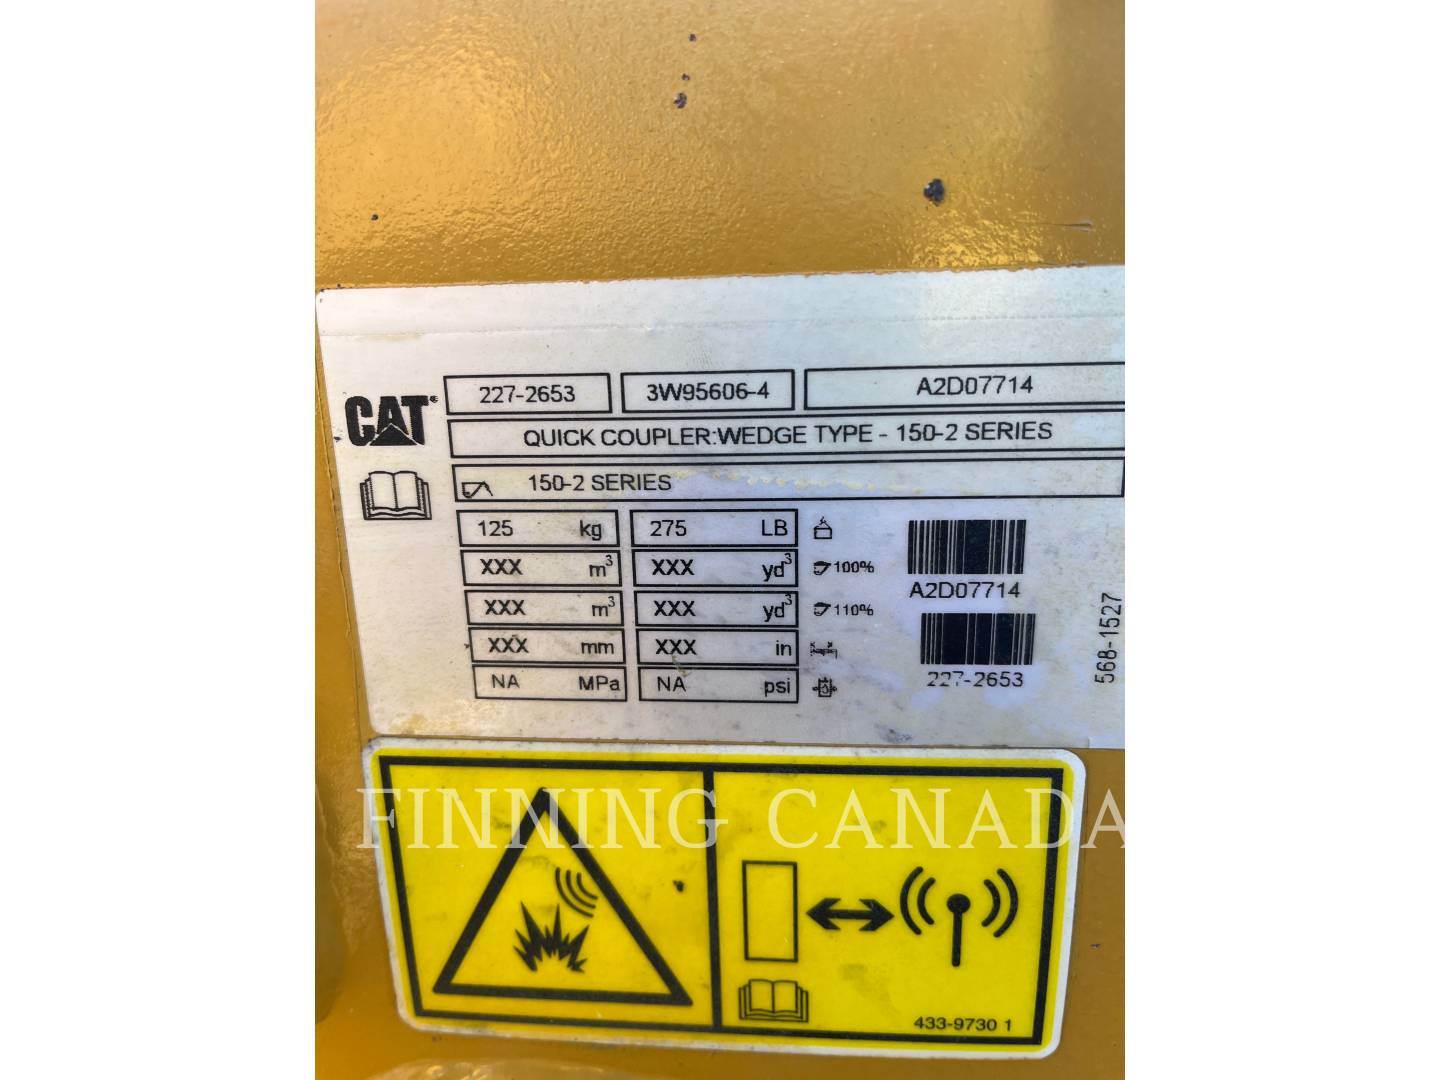 CAT®
227-2653 3W95606-4 A2D07714
QUICK COUPLER:WEDGE TYPE - 150-2 SERIES
150-2 SERIES
125 kg 275 LB
XXX m³ XXX yd³ 100%
XXX m³ XXX yd³ 110%
XXX mm XXX in
NA MPa NA psi
A2D07714
227-2653
568-1527
FINNING CANADA
433-9730 1